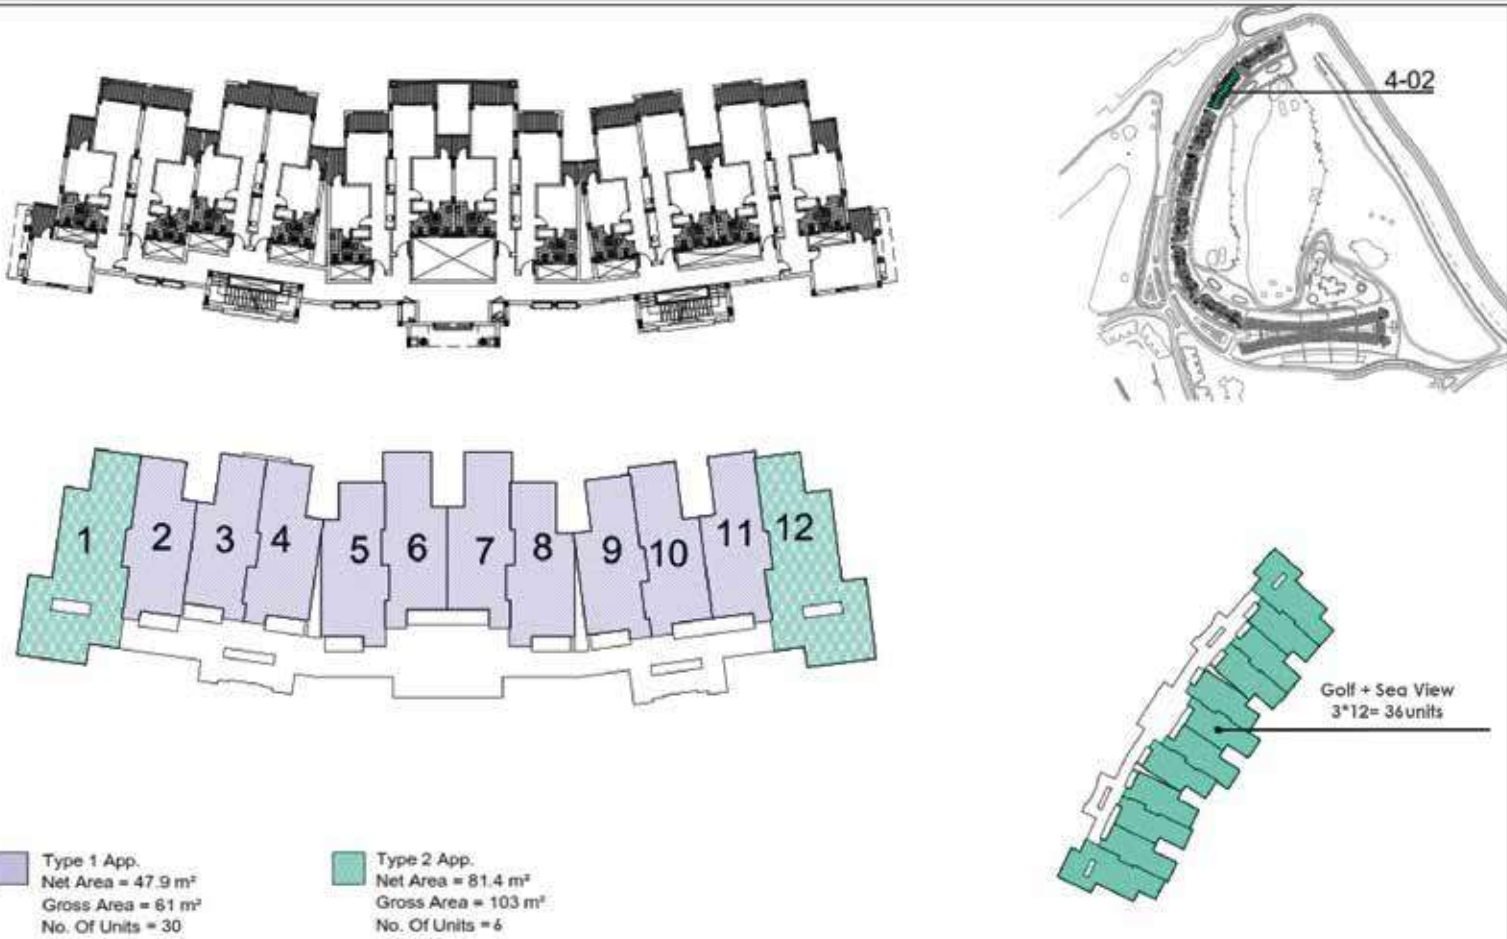 4-02
1
2
3
4
5
6
7
8
9
10
11
12
Golf + Sea View
3*12= 36units
Type 1 App.
Net Area = 47.9 m²
Gross Area = 61 m²
No. Of Units = 30
Type 2 App.
Net Area = 81.4 m²
Gross Area = 103 m²
No. Of Units = 6